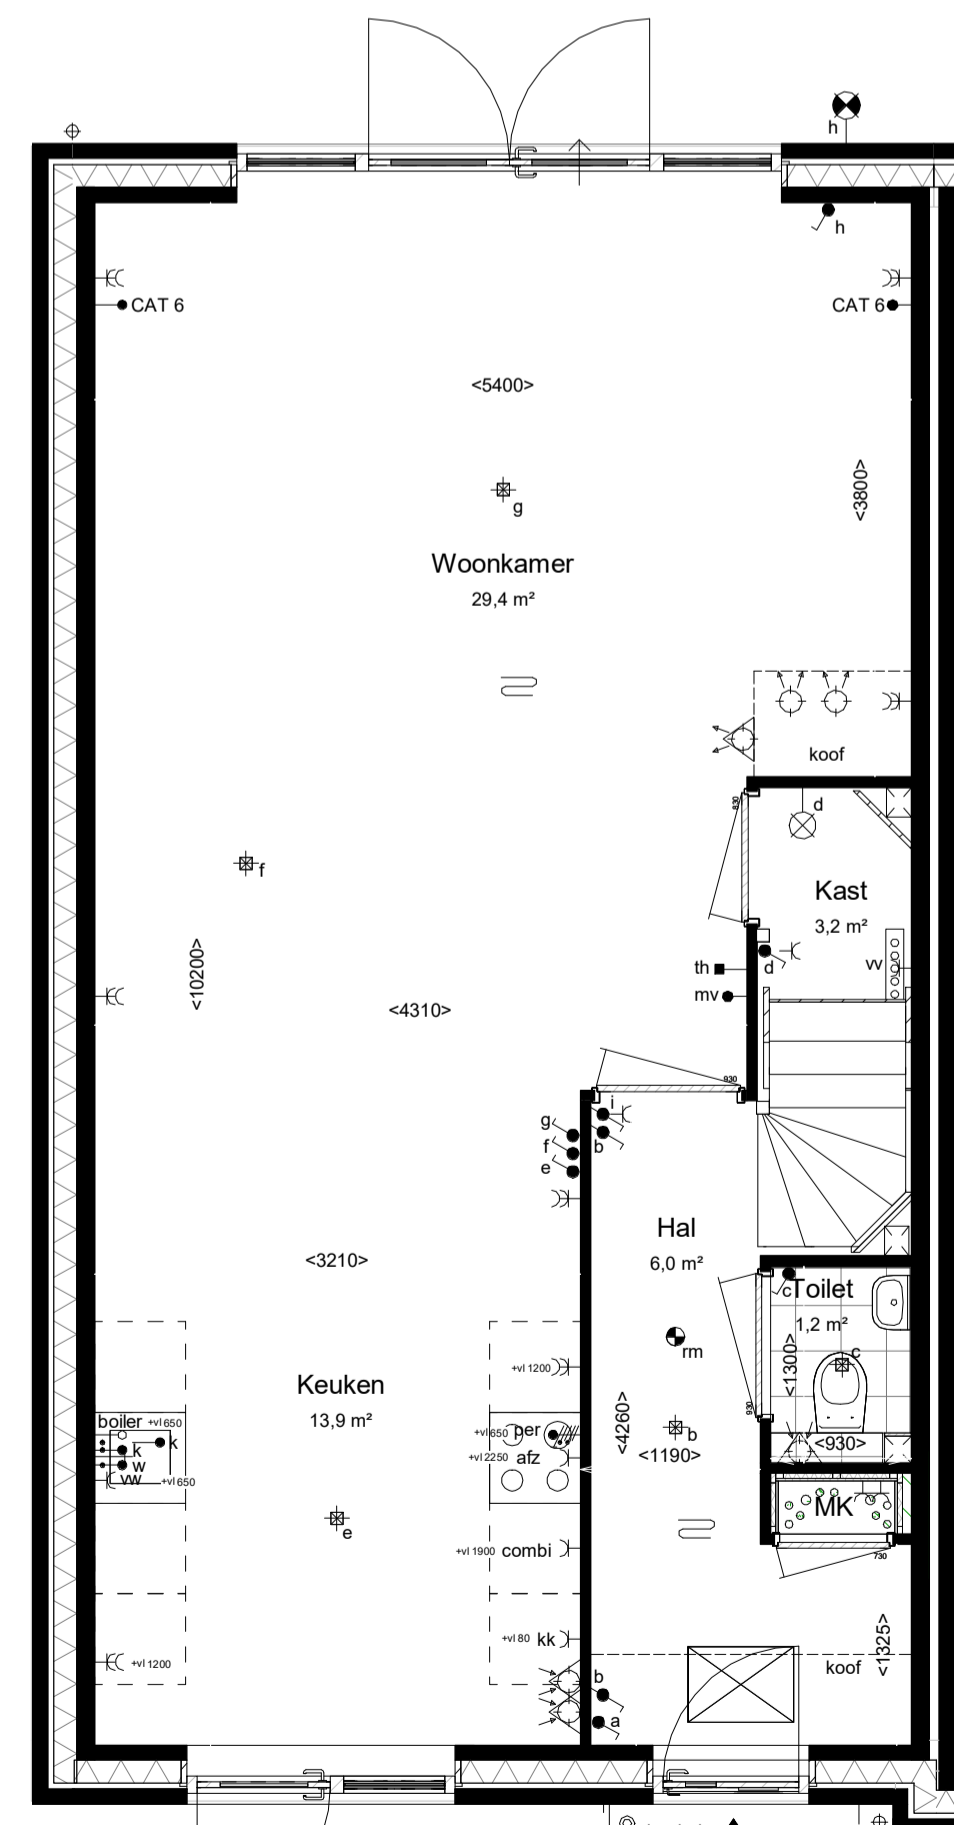 h
h
CAT 6
CAT 6
<5400>
<3800>
g
Woonkamer
29,4 m²
koof
830
d
f
Kast
3,2 m²
<10200>
th
d
vv
mv
<4310>
930
i
g
f
b
e
Hal
6,0 m²
<3210>
c
Toilet
1,2 m²
rm
<1300>
c
+vl 1200
Keuken
13,9 m²
930
<4260>
boiler +vl 650
k
k
w
vw
+vl 650
+vl 650 per
+vl 2250 afz
b
<1190>
<930>
MK
e
+vl 1900 combi
730
+vl 80 kk
<1325>
koof
+vl 1200
b
a